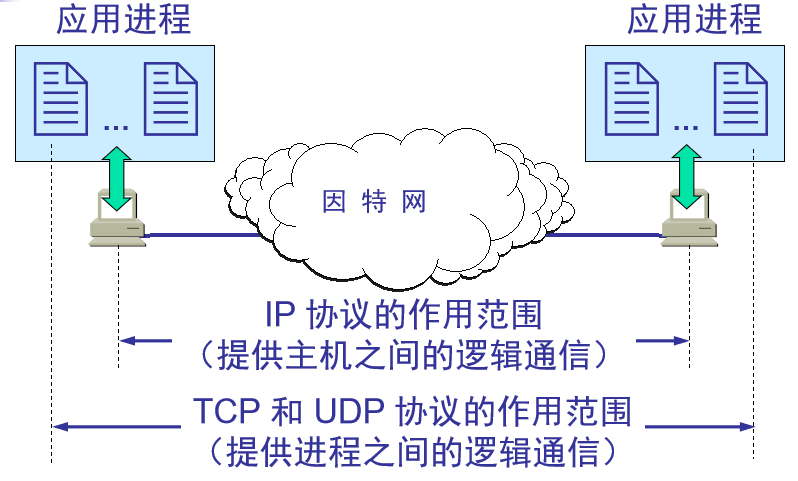 应用进程
应用进程
...
...
因特网
IP 协议的作用范围
（提供主机之间的逻辑通信）
TCP 和 UDP 协议的作用范围
（提供进程之间的逻辑通信）